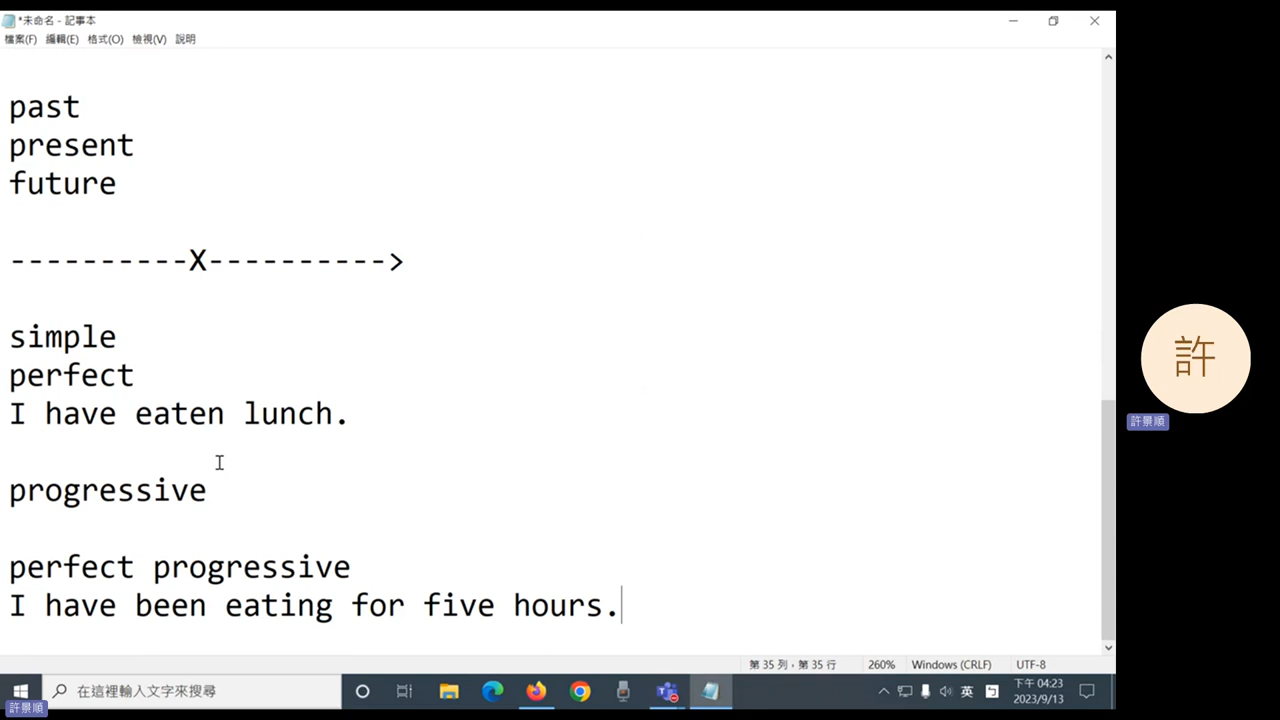 *未命名 - 記事本
檔案(F) 編輯(E) 格式(O) 檢視(V) 說明
past
present
future
----------X---------->
simple
perfect
I have eaten lunch.
progressive
perfect progressive
I have been eating for five hours.
許
許景順
第 35 列，第 35 行 260% Windows (CRLF) UTF-8
在這裡輸入文字來搜尋
英
下午 04:23
2023/9/13
許景順